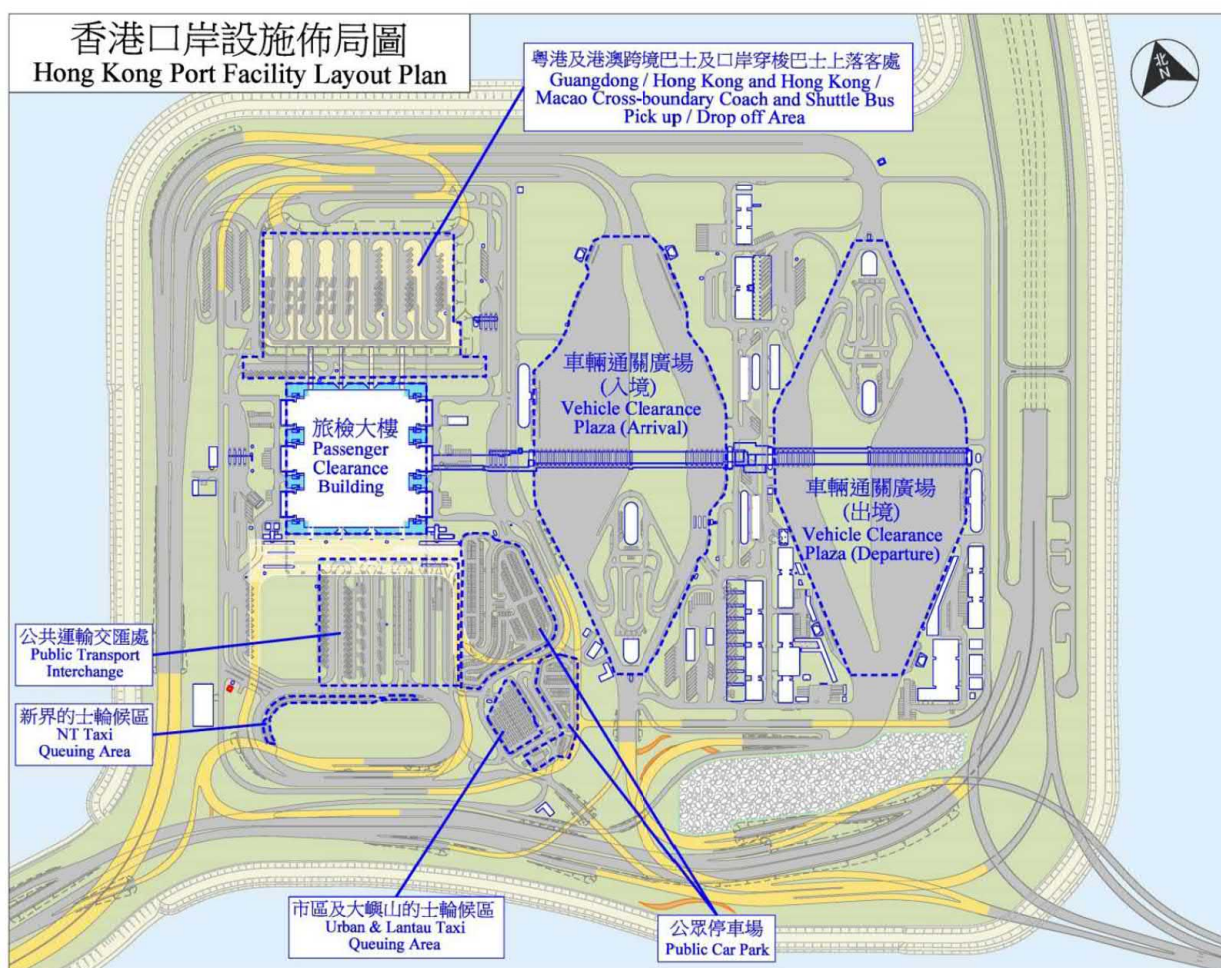 香港口岸設施佈局圖
Hong Kong Port Facility Layout Plan
粵港及港澳跨境巴士及口岸穿梭巴士上落客處
Guangdong / Hong Kong and Hong Kong /
Macao Cross-boundary Coach and Shuttle Bus
Pick up / Drop off Area
北
N
車輛通關廣場
(入境)
Vehicle Clearance
Plaza (Arrival)
旅檢大樓
Passenger
Clearance
Building
車輛通關廣場
(出境)
Vehicle Clearance
Plaza (Departure)
公共運輸交匯處
Public Transport
Interchange
新界的士輪候區
NT Taxi
Queuing Area
市區及大嶼山的士輪候區
Urban & Lantau Taxi
Queuing Area
公眾停車場
Public Car Park